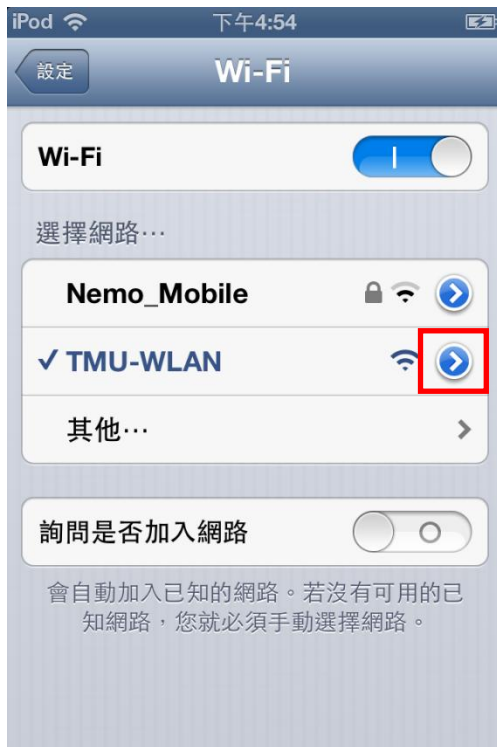 iPod 下午4:54
設定 Wi-Fi
Wi-Fi
選擇網路…
Nemo_Mobile
✓ TMU-WLAN
其他…
詢問是否加入網路
會自動加入已知的網路。若沒有可用的已
知網路，您就必須手動選擇網路。